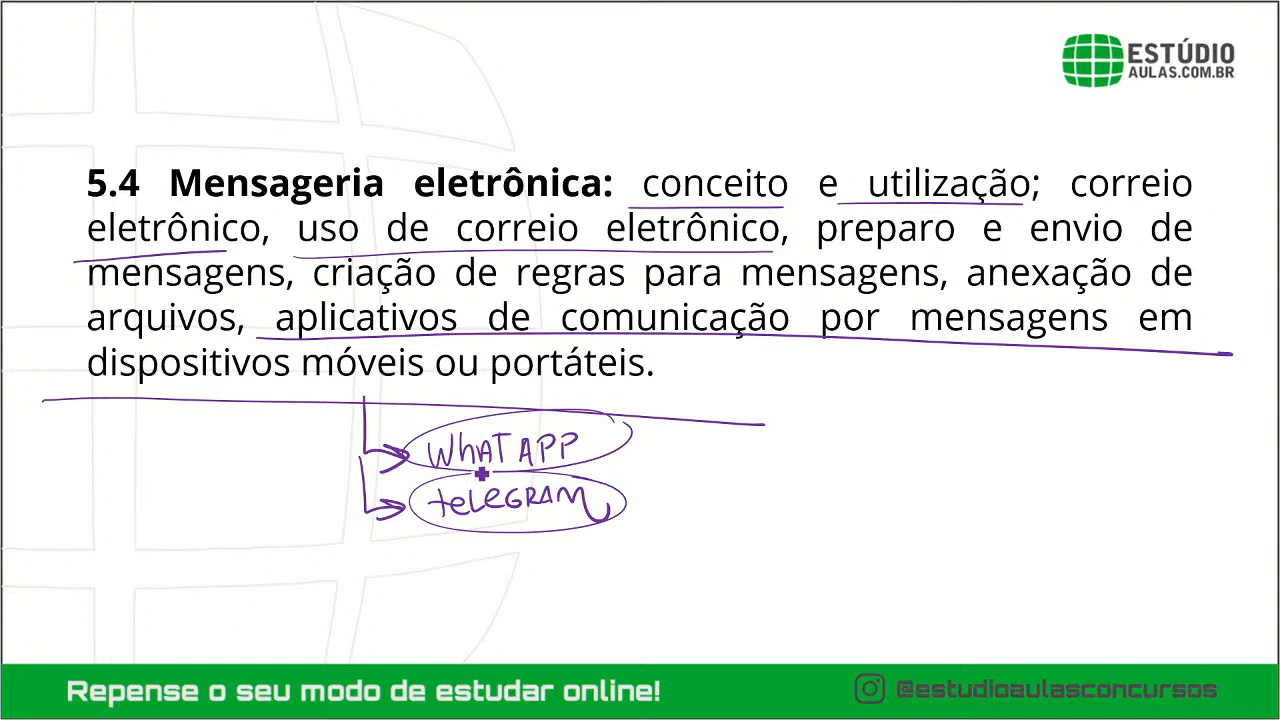 ESTÚDIO
AULAS.COM.BR
5.4 Mensageria eletrônica: conceito e utilização; correio
eletrônico, uso de correio eletrônico, preparo e envio de
mensagens, criação de regras para mensagens, anexação de
arquivos, aplicativos de comunicação por mensagens em
dispositivos móveis ou portáteis.
WhATAPP
teLeGRAM
Repense o seu modo de estudar online!
@estudioaulasconcursos